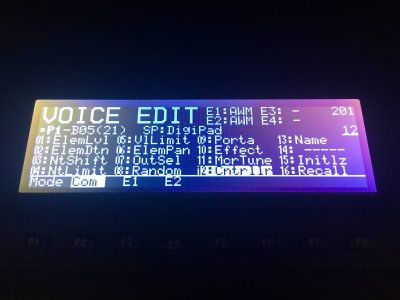 VOICE EDIT E1:AWM E3: - 201
E2:AWM E4: -
P1-B05(21) SP:DigiPad 12
01:ElemLvl 05:VlLimit 09:Porta 13:Name
02:ElemDtn 06:ElemPan 10:Effect 14: -----
03:NtShift 07:OutSel 11:McrTune 15:Initlz
04:NtLimit 08:Random 12:Cntrllr 16:Recall
Mode Com E1 E2
F1 F2 F3 F4 F5 F6 F7 F8